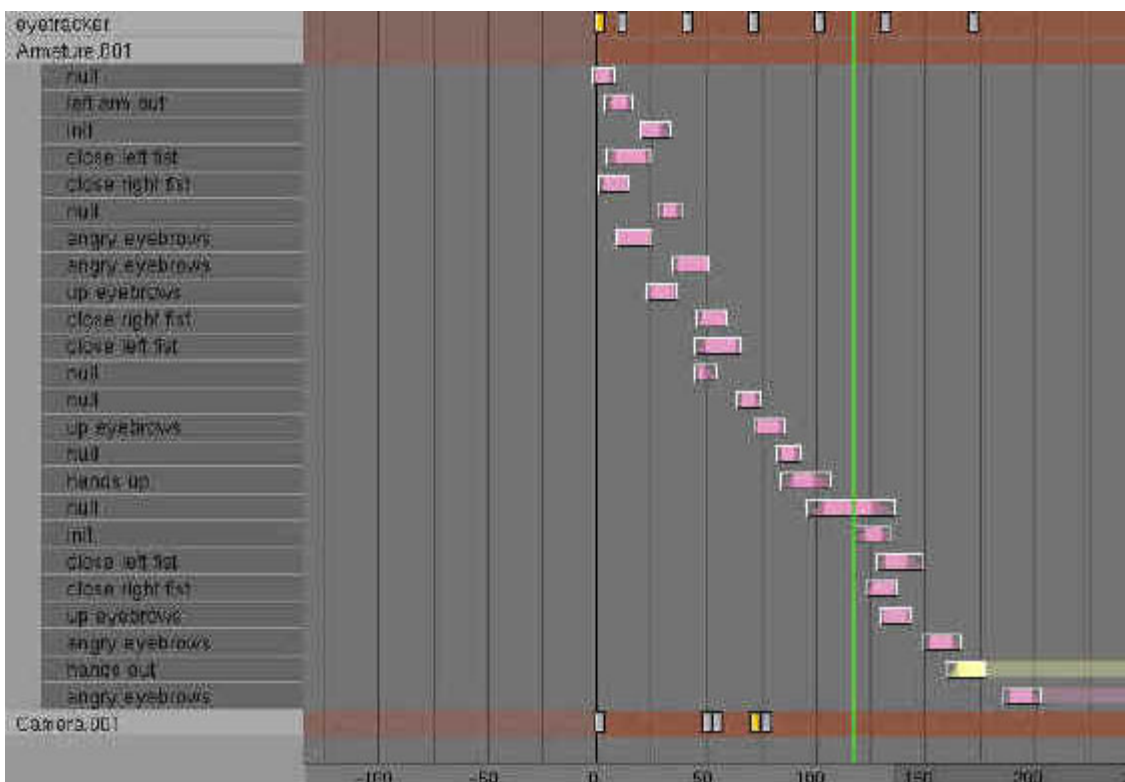 eyetracker
Armature.001
null
left arm out
init
close left fist
close right fist
null
angry eyebrows
angry eyebrows
up eyebrows
close right fist
close left fist
null
null
up eyebrows
null
hands up
null
init
close left fist
close right fist
up eyebrows
angry eyebrows
hands out
angry eyebrows
Camera.001
-100 -50 0 50 100 150 200